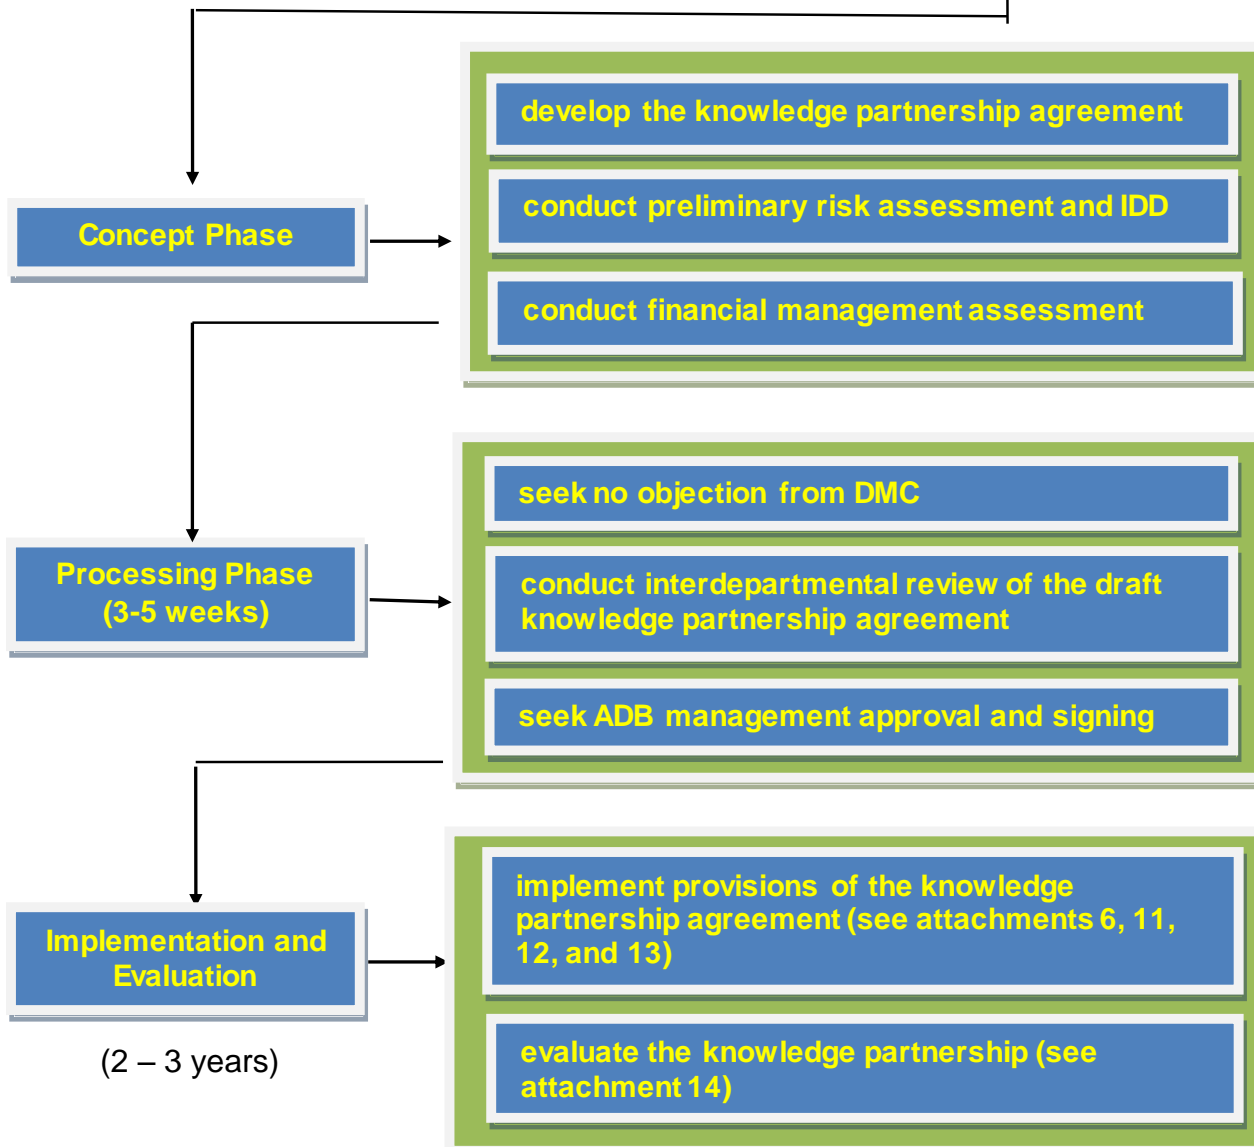 develop the knowledge partnership agreement
Concept Phase
conduct preliminary risk assessment and IDD
conduct financial management assessment
seek no objection from DMC
Processing Phase
(3-5 weeks)
conduct interdepartmental review of the draft
knowledge partnership agreement
seek ADB management approval and signing
implement provisions of the knowledge
partnership agreement (see attachments 6, 11,
12, and 13)
Implementation and
Evaluation
(2 – 3 years)
evaluate the knowledge partnership (see
attachment 14)